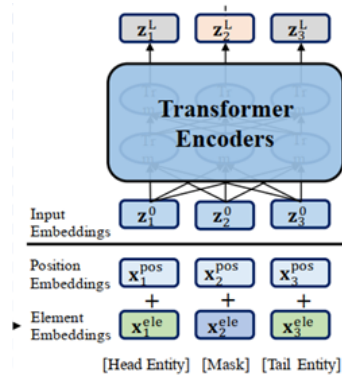 z₁ᴸ z₂ᴸ z₃ᴸ
Transformer
Encoders
Input
Embeddings
z₁⁰ z₂⁰ z₃⁰
Position
Embeddings
x₁ᵖᵒˢ x₂ᵖᵒˢ x₃ᵖᵒˢ
+ + +
Element
Embeddings
x₁ᵉˡᵉ x₂ᵉˡᵉ x₃ᵉˡᵉ
[Head Entity] [Mask] [Tail Entity]